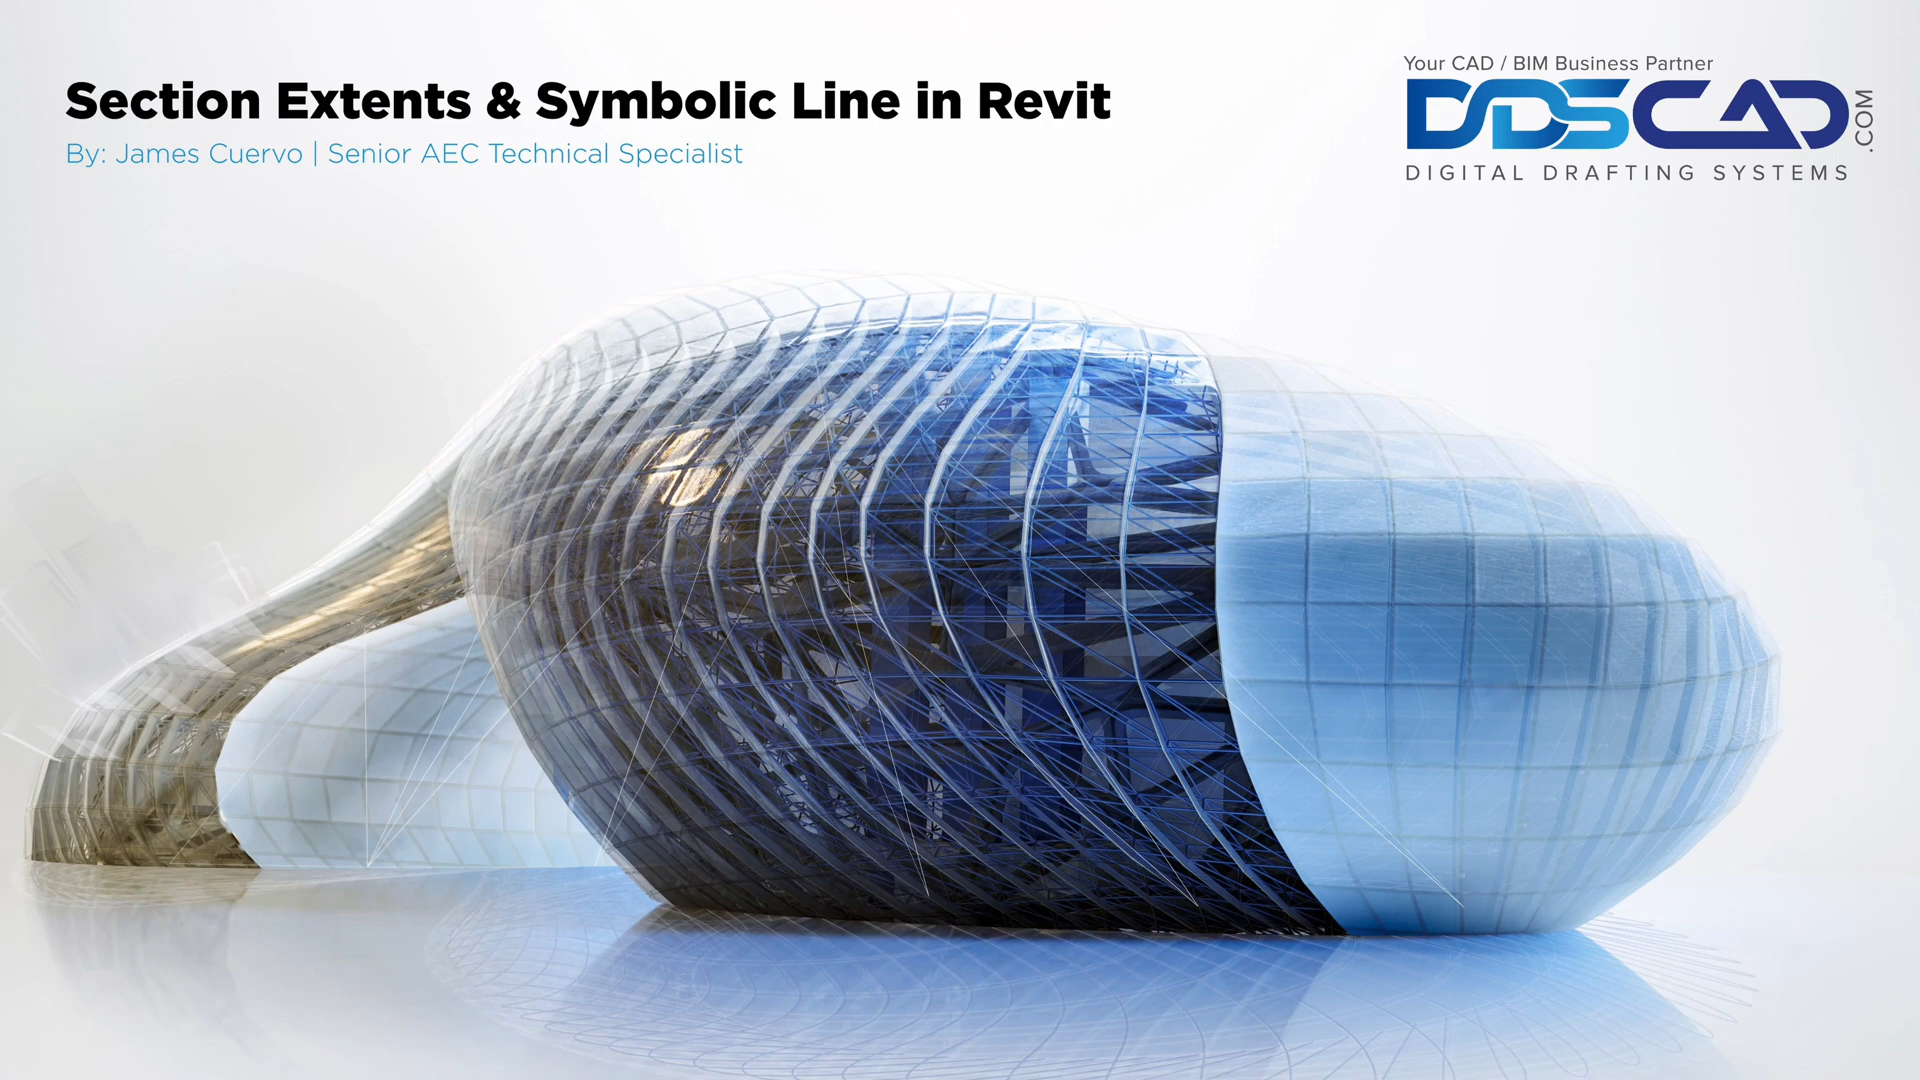 Section Extents & Symbolic Line in Revit
By: James Cuervo | Senior AEC Technical Specialist
Your CAD / BIM Business Partner
DDSCAD
.COM
DIGITAL DRAFTING SYSTEMS